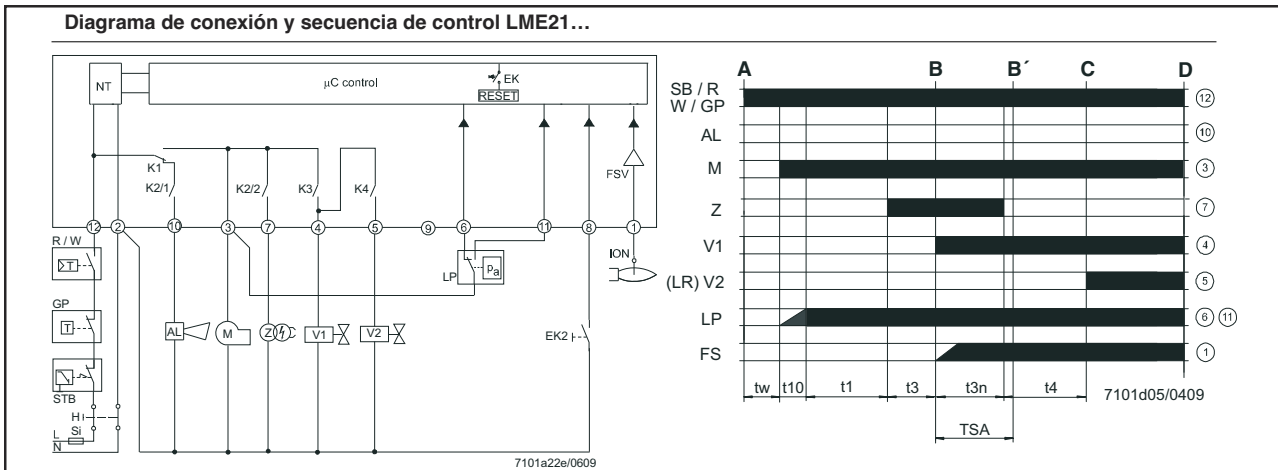 Diagrama de conexión y secuencia de control LME21...
NT
µC control
EK
RESET
FSV
K1
K2/1
K2/2
K3
K4
12
2
10
3
7
4
5
9
6
11
8
1
R / W
T
GP
T
STB
H
L
Si
N
AL
M
Z
V1
V2
LP
Pa
EK2
ION
7101a22e/0609
A
B
B´
C
D
SB / R
W / GP
12
AL
10
M
3
Z
7
V1
4
(LR) V2
5
LP
6 11
FS
1
tw
t10
t1
t3
t3n
t4
TSA
7101d05/0409